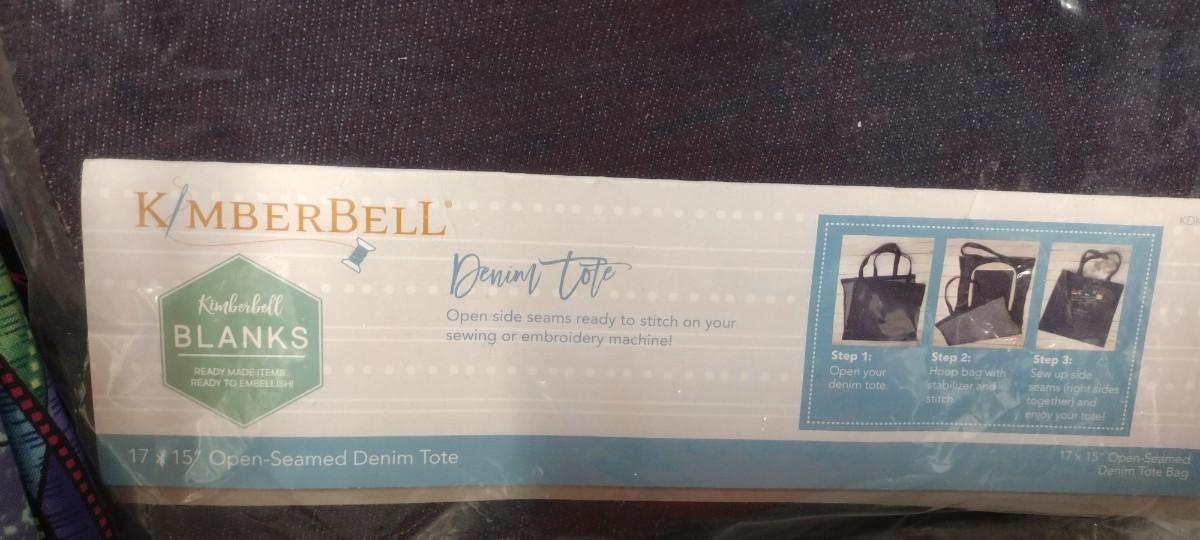 KIMBERBELL®
Kimberbell
BLANKS
READY MADE ITEMS.
READY TO EMBELLISH!
Denim Tote
Open side seams ready to stitch on your
sewing or embroidery machine!
Step 1:
Open your
denim tote.
Step 2:
Hoop bag with
stabilizer and
stitch.
Step 3:
Sew up side
seams (right sides
together) and
enjoy your tote!
17 x 15" Open-Seamed Denim Tote
17 x 15" Open-Seamed
Denim Tote Bag